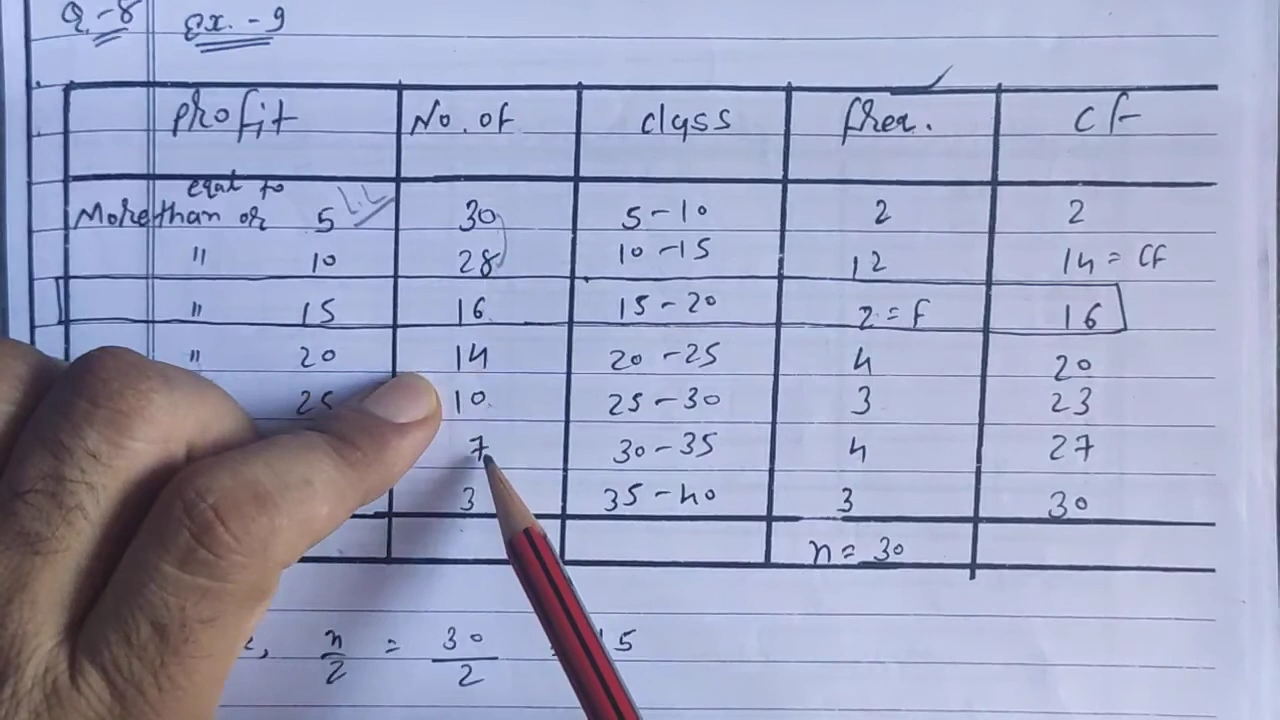 Q.-8 Ex.-9
Profit No. of class frer. cf
equal to
More than or 5 L.L 30 5-10 2 2
" 10 28 10-15 12 14 = CF
" 15 16 15-20 2 = f 16
" 20 14 20-25 4 20
25 10 25-30 3 23
7 30-35 4 27
3 35-40 3 30
n = 30
, n/2 = 30/2 15